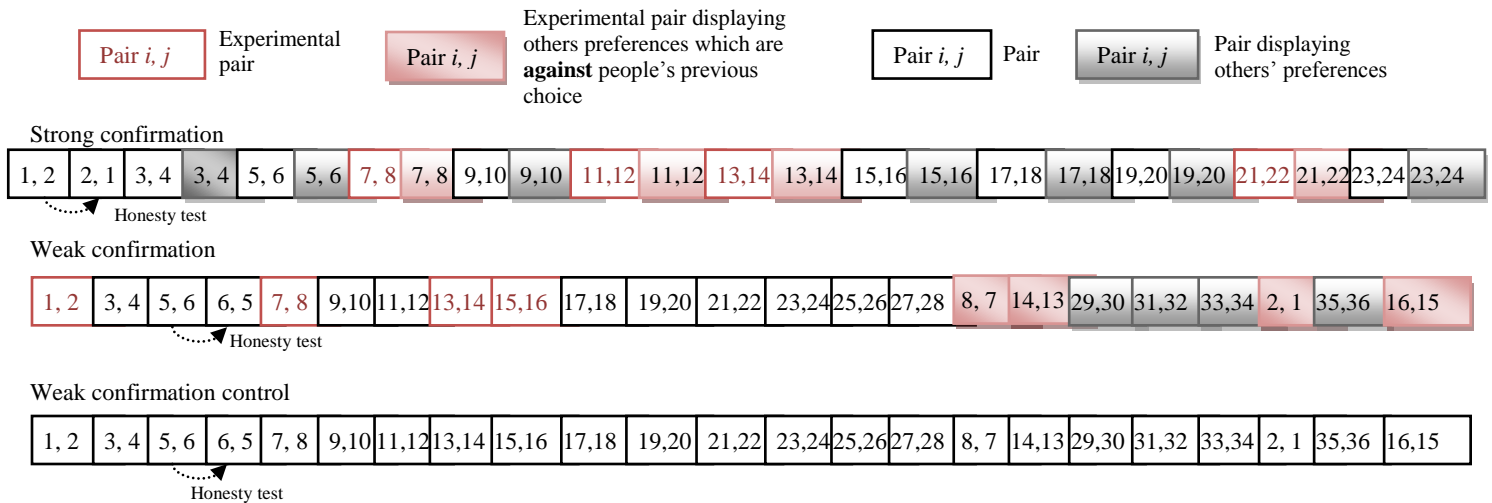 Pair i, j
Experimental
pair
Pair i, j
Experimental pair displaying
others preferences which are
against people's previous
choice
Pair i, j
Pair
Pair i, j
Pair displaying
others' preferences
Strong confirmation
1, 2 2, 1 3, 4 3, 4 5, 6 5, 6 7, 8 7, 8 9,10 9,10 11,12 11,12 13,14 13,14 15,16 15,16 17,18 17,18 19,20 19,20 21,22 21,22 23,24 23,24
Honesty test
Weak confirmation
1, 2 3, 4 5, 6 6, 5 7, 8 9,10 11,12 13,14 15,16 17,18 19,20 21,22 23,24 25,26 27,28 8, 7 14,13 29,30 31,32 33,34 2, 1 35,36 16,15
Honesty test
Weak confirmation control
1, 2 3, 4 5, 6 6, 5 7, 8 9,10 11,12 13,14 15,16 17,18 19,20 21,22 23,24 25,26 27,28 8, 7 14,13 29,30 31,32 33,34 2, 1 35,36 16,15
Honesty test